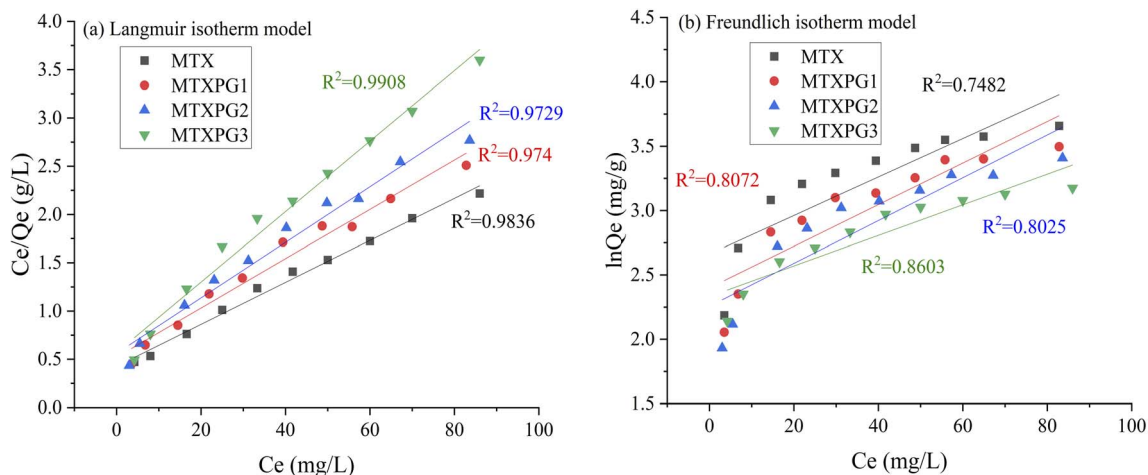 (a) Langmuir isotherm model
MTX
MTXPG1
MTXPG2
MTXPG3
R²=0.9908
R²=0.9729
R²=0.974
R²=0.9836
4.0
3.5
3.0
2.5
2.0
1.5
1.0
0.5
0.0
Ce/Qe (g/L)
0 20 40 60 80 100
Ce (mg/L)
(b) Freundlich isotherm model
MTX
MTXPG1
MTXPG2
MTXPG3
R²=0.7482
R²=0.8072
R²=0.8025
R²=0.8603
4.5
4.0
3.5
3.0
2.5
2.0
1.5
lnQe (mg/g)
0 20 40 60 80 100
Ce (mg/L)